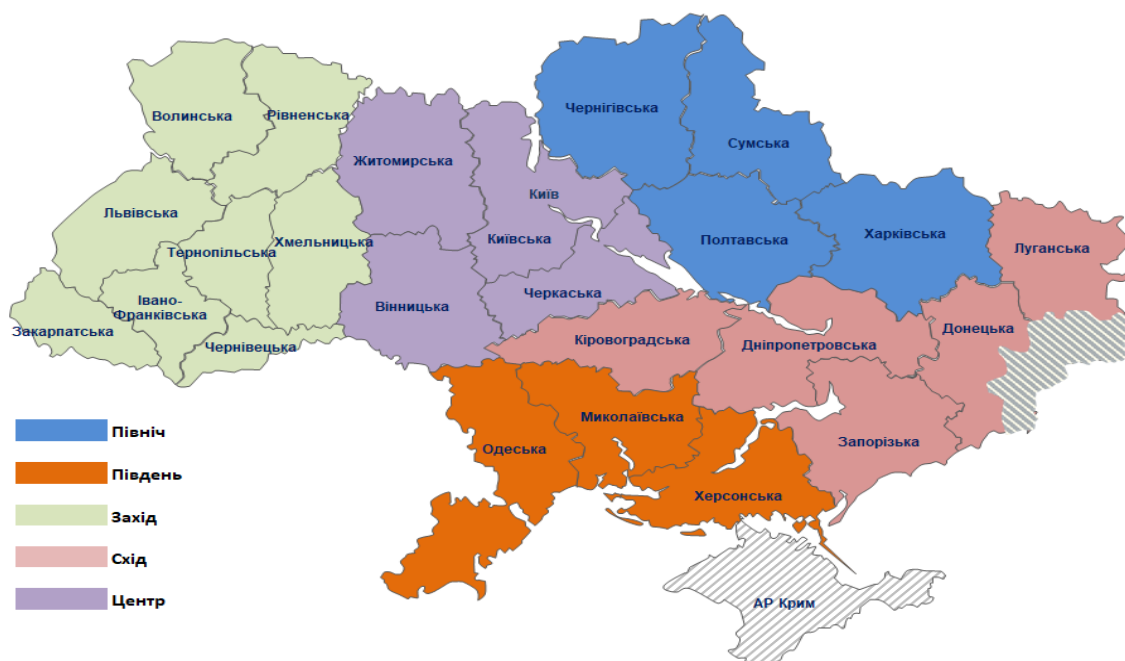 Чернігівська
Волинська
Рівненська
Сумська
Житомирська
Київ
Львівська
Хмельницька
Київська
Полтавська
Харківська
Луганська
Тернопільська
Івано-
Франківська
Вінницька
Черкаська
Закарпатська
Чернівецька
Кіровоградська
Дніпропетровська
Донецька
Миколаївська
Одеська
Запорізька
Херсонська
АР Крим
Північ
Південь
Захід
Схід
Центр